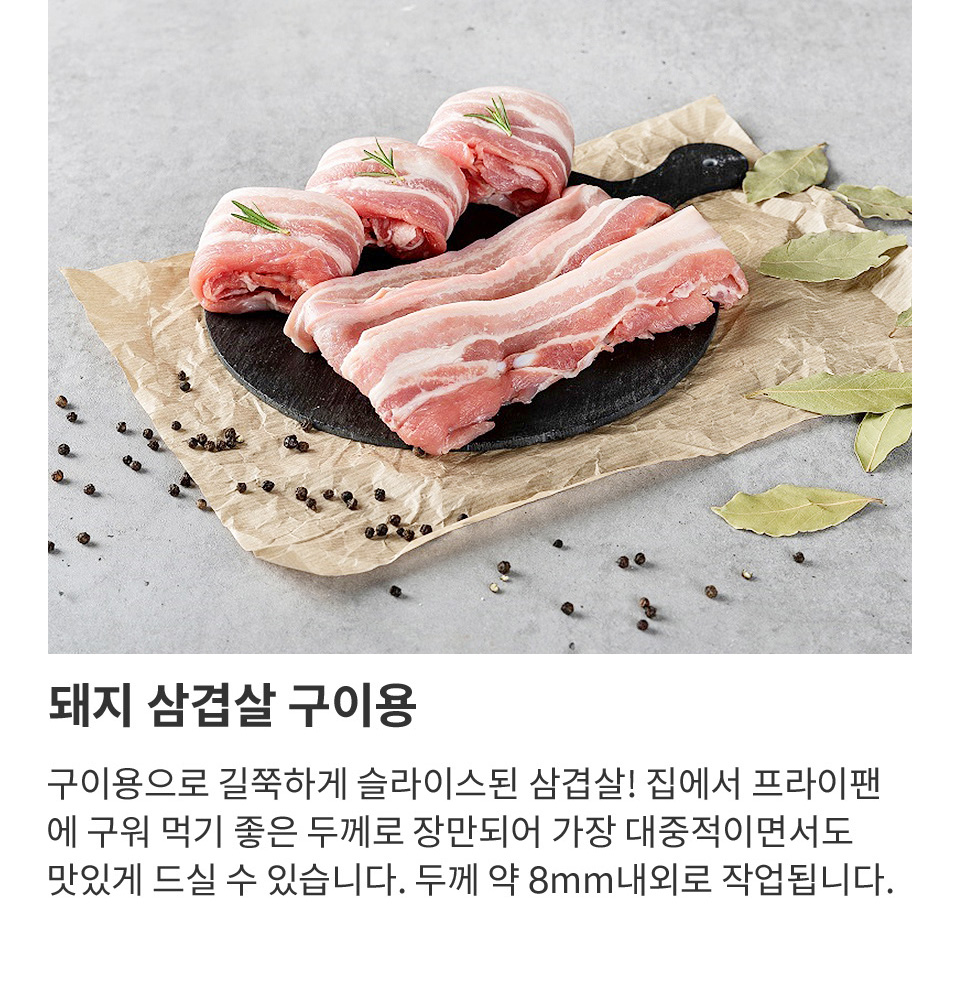 돼지 삼겹살 구이용
구이용으로 길쭉하게 슬라이스된 삼겹살! 집에서 프라이팬
에 구워 먹기 좋은 두께로 장만되어 가장 대중적이면서도
맛있게 드실 수 있습니다. 두께 약 8mm내외로 작업됩니다.